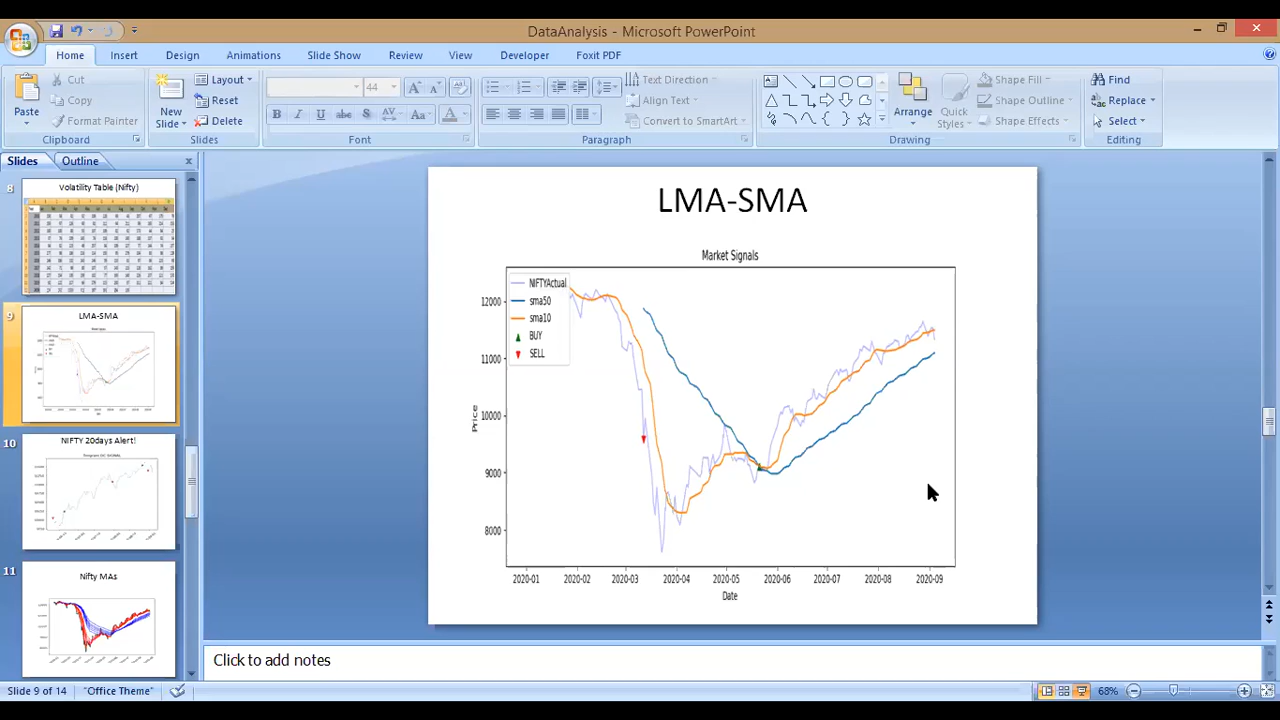 DataAnalysis - Microsoft PowerPoint
Home Insert Design Animations Slide Show Review View Developer Foxit PDF
Paste
Cut
Copy
Format Painter
Clipboard
New Slide
Layout
Reset
Delete
Slides
44
Font
Paragraph
Text Direction
Align Text
Convert to SmartArt
Arrange
Quick Styles
Shape Fill
Shape Outline
Shape Effects
Drawing
Find
Replace
Select
Editing
Slides Outline
8
Volatility Table (Nifty)
9
LMA-SMA
10
NIFTY 20days Alert!
11
Nifty MAs
LMA-SMA
Market Signals
NIFTYActual
sma50
sma10
BUY
SELL
Price
12000
11000
10000
9000
8000
2020-01 2020-02 2020-03 2020-04 2020-05 2020-06 2020-07 2020-08 2020-09
Date
Click to add notes
Slide 9 of 14 "Office Theme" 68%